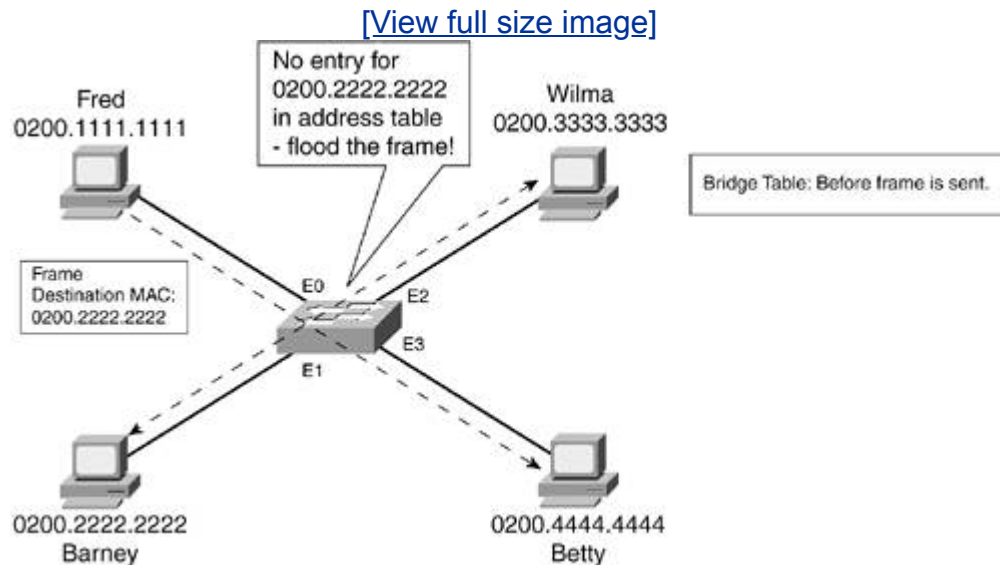 [View full size image]
No entry for
0200.2222.2222
in address table
- flood the frame!
Fred
0200.1111.1111
Wilma
0200.3333.3333
Bridge Table: Before frame is sent.
Frame
Destination MAC:
0200.2222.2222
E0
E2
E3
E1
0200.2222.2222
Barney
0200.4444.4444
Betty